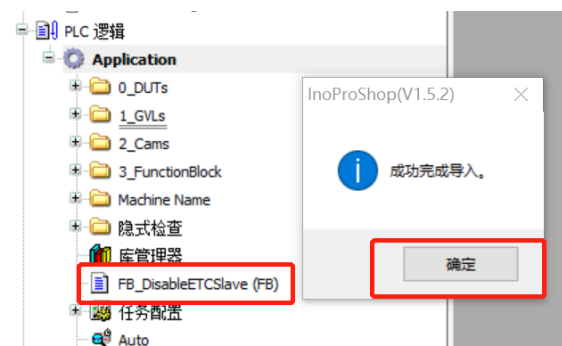 PLC 逻辑
Application
0_DUTs
1_GVLs
2_Cams
3_FunctionBlock
Machine Name
隐式检查
库管理器
FB_DisableETCSlave (FB)
任务配置
Auto
InoProShop(V1.5.2)
成功完成导入。
确定